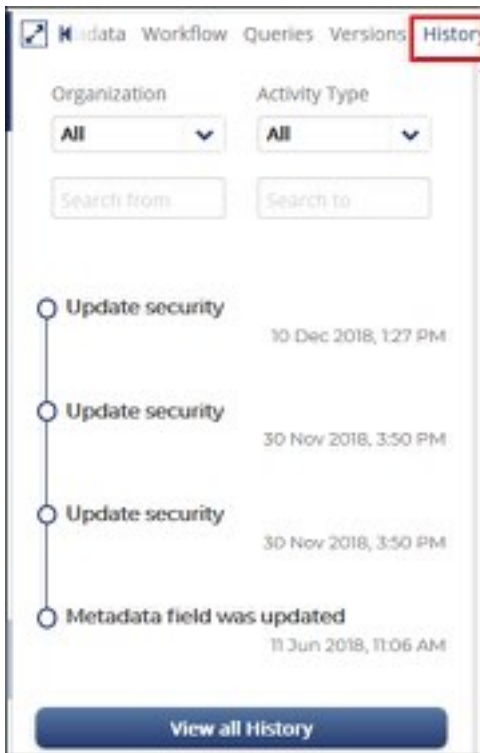 data Workflow Queries Versions History
Organization Activity Type
All All
Search from Search to
Update security
10 Dec 2018, 1:27 PM
Update security
30 Nov 2018, 3:50 PM
Update security
30 Nov 2018, 3:50 PM
Metadata field was updated
11 Jun 2018, 11:06 AM
View all History